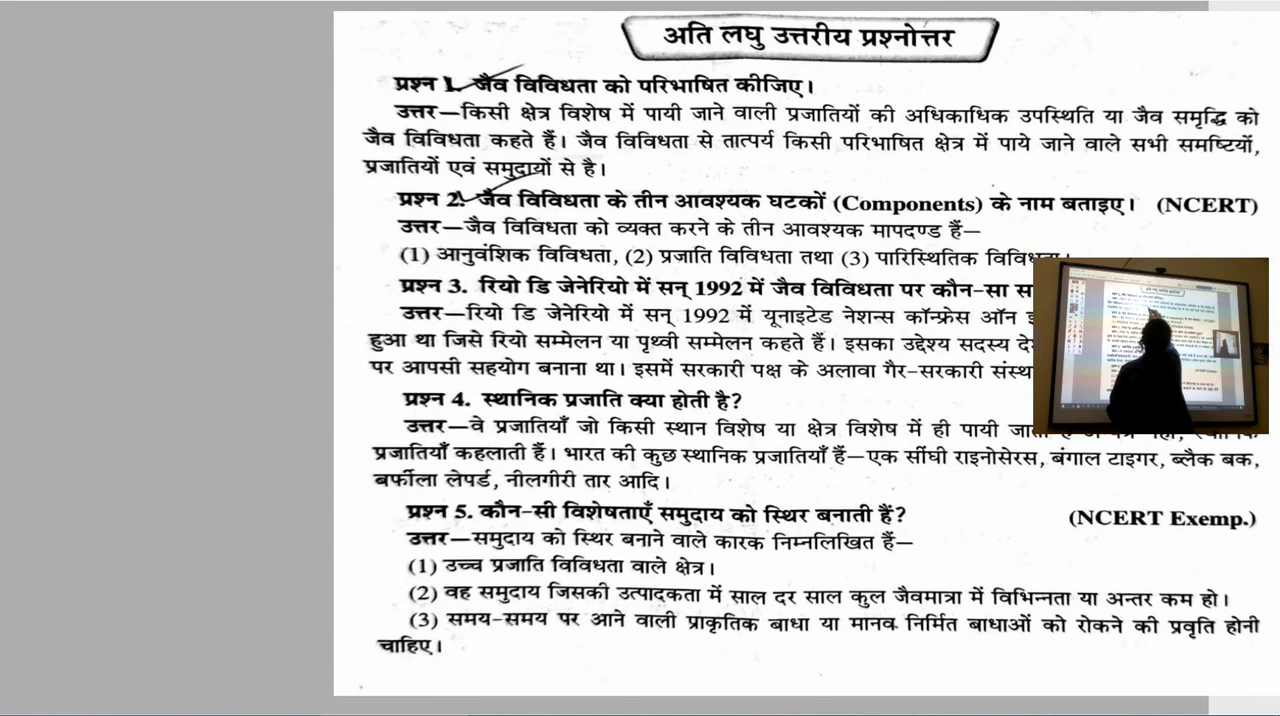 अति लघु उत्तरीय प्रश्नोत्तर
प्रश्न 1. जैव विविधता को परिभाषित कीजिए।
उत्तर—किसी क्षेत्र विशेष में पायी जाने वाली प्रजातियों की अधिकाधिक उपस्थिति या जैव समृद्धि को
जैव विविधता कहते हैं। जैव विविधता से तात्पर्य किसी परिभाषित क्षेत्र में पाये जाने वाले सभी समष्टियों,
प्रजातियों एवं समुदायों से है।
प्रश्न 2. जैव विविधता के तीन आवश्यक घटकों (Components) के नाम बताइए। (NCERT)
उत्तर—जैव विविधता को व्यक्त करने के तीन आवश्यक मापदण्ड हैं—
(1) आनुवंशिक विविधता, (2) प्रजाति विविधता तथा (3) पारिस्थितिक
प्रश्न 3. रियो डि जेनेरियो में सन् 1992 में जैव विविधता पर कौन-सा
उत्तर—रियो डि जेनेरियो में सन् 1992 में यूनाइटेड नेशन्स कॉन्फ्रेंस ऑन
हुआ था जिसे रियो सम्मेलन या पृथ्वी सम्मेलन कहते हैं। इसका उद्देश्य सदस्य
पर आपसी सहयोग बनाना था। इसमें सरकारी पक्ष के अलावा गैर-सरकारी
प्रश्न 4. स्थानिक प्रजाति क्या होती है?
उत्तर—वे प्रजातियाँ जो किसी स्थान विशेष या क्षेत्र विशेष में ही पायी
प्रजातियाँ कहलाती हैं। भारत की कुछ स्थानिक प्रजातियाँ हैं—एक सींघी राइनोसेरस, बंगाल टाइगर, ब्लैक बक,
बर्फीला लेपर्ड, नीलगीरी तार आदि।
प्रश्न 5. कौन-सी विशेषताएँ समुदाय को स्थिर बनाती हैं? (NCERT Exemp.)
उत्तर—समुदाय को स्थिर बनाने वाले कारक निम्नलिखित हैं—
(1) उच्च प्रजाति विविधता वाले क्षेत्र।
(2) वह समुदाय जिसकी उत्पादकता में साल दर साल कुल जैवमात्रा में विभिन्नता या अन्तर कम हो।
(3) समय-समय पर आने वाली प्राकृतिक बाधा या मानव निर्मित बाधाओं को रोकने की प्रवृति होनी
चाहिए।